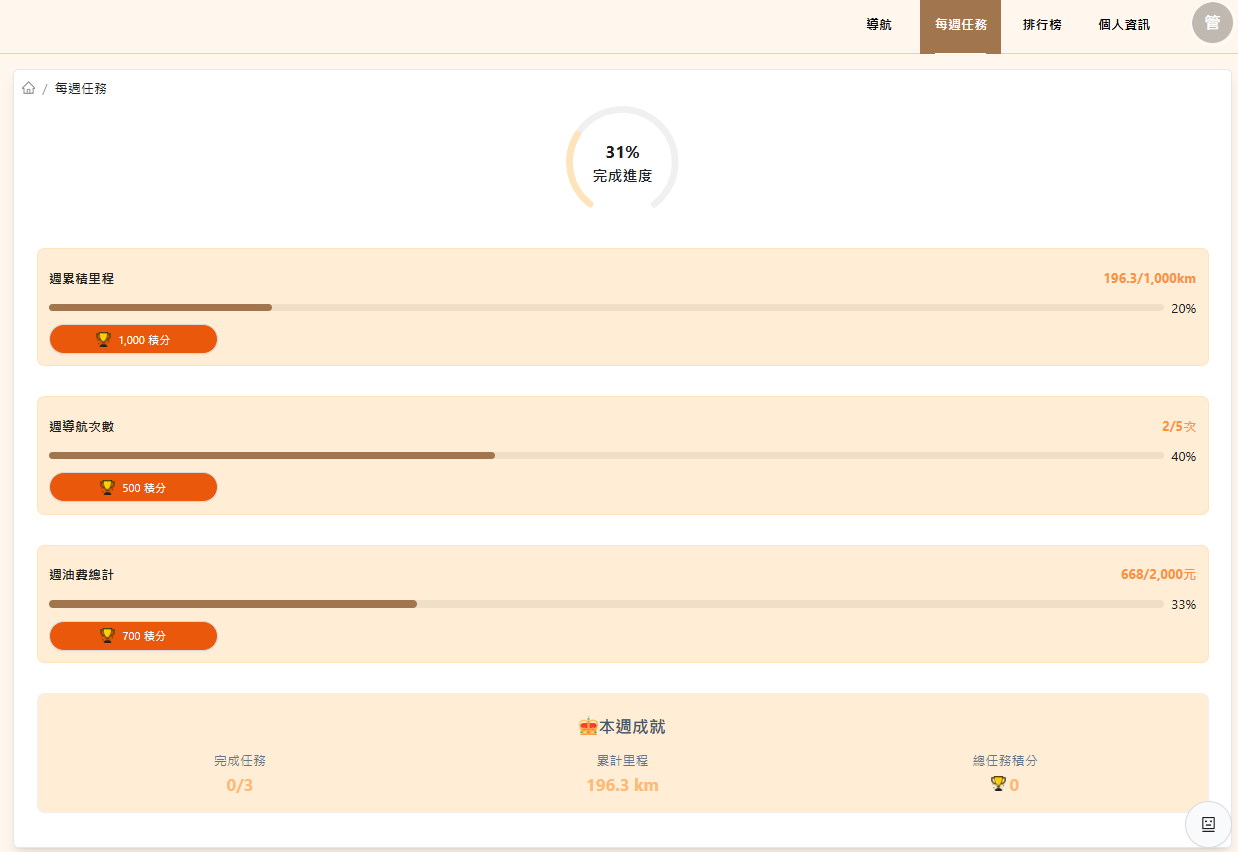 導航 每週任務 排行榜 個人資訊 管
/ 每週任務
31%
完成進度
週累積里程 196.3/1,000km
20%
1,000 積分
週導航次數 2/5次
40%
500 積分
週油費總計 668/2,000元
33%
700 積分
本週成就
完成任務 累計里程 總任務積分
0/3 196.3 km 0